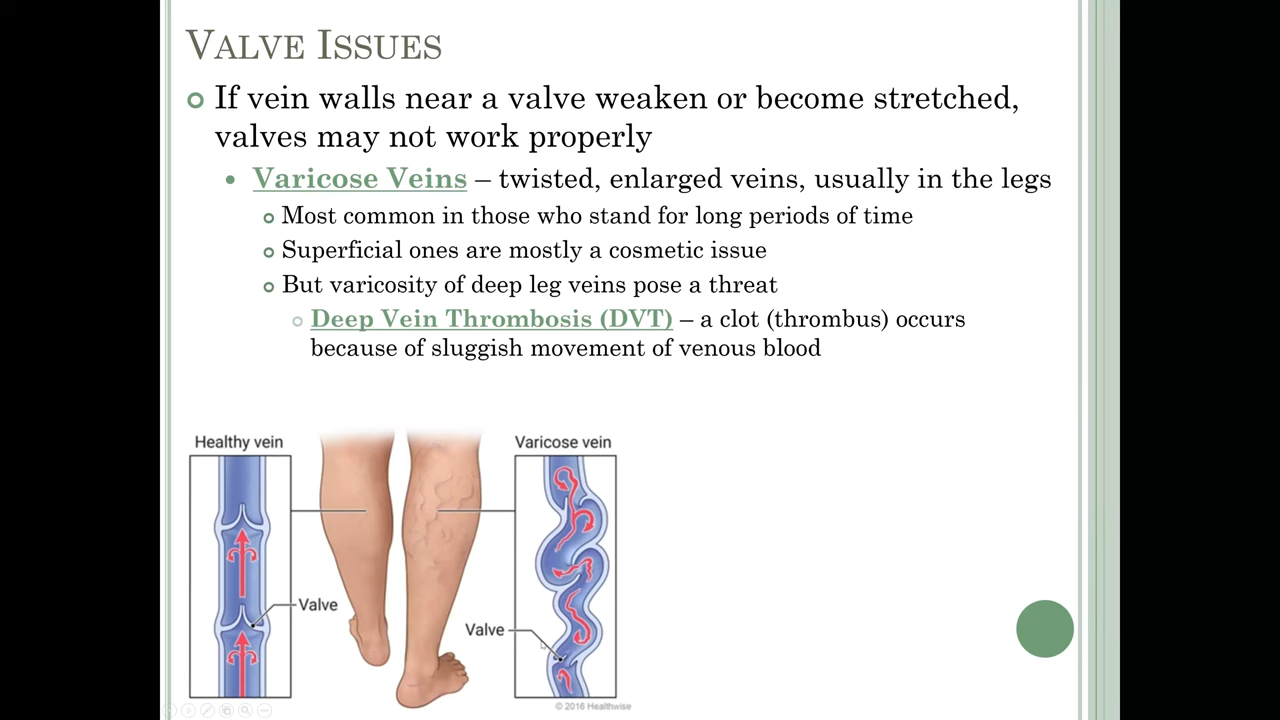 VALVE ISSUES
If vein walls near a valve weaken or become stretched,
valves may not work properly
Varicose Veins – twisted, enlarged veins, usually in the legs
Most common in those who stand for long periods of time
Superficial ones are mostly a cosmetic issue
But varicosity of deep leg veins pose a threat
Deep Vein Thrombosis (DVT) – a clot (thrombus) occurs
because of sluggish movement of venous blood
Healthy vein
Varicose vein
Valve
Valve
© 2016 Healthwise